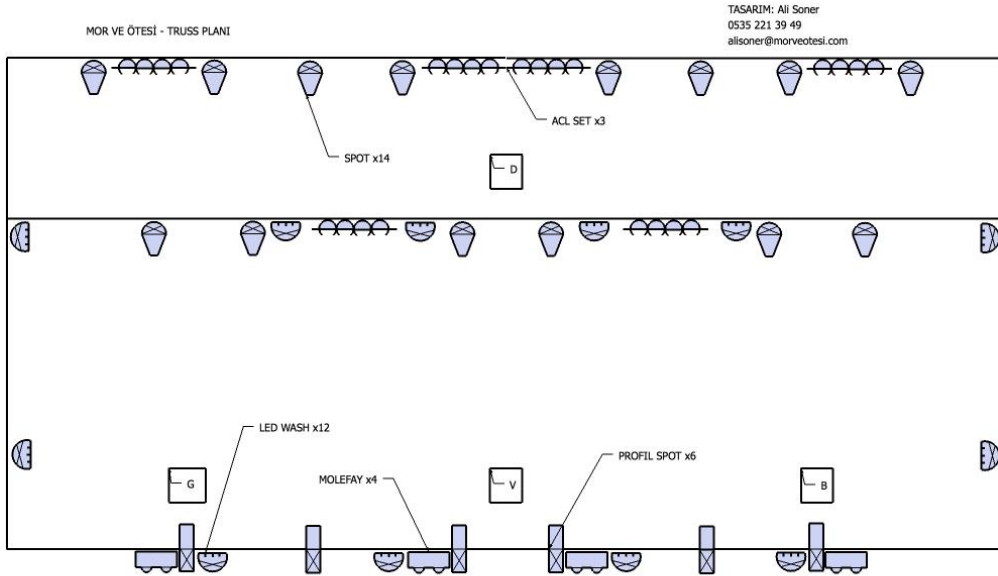 TASARIM: Ali Soner
0535 221 39 49
alisoner@morveotesi.com
MOR VE ÖTESİ - TRUSS PLANI
ACL SET x3
SPOT x14
D
LED WASH x12
PROFIL SPOT x6
MOLEFAY x4
G
V
B